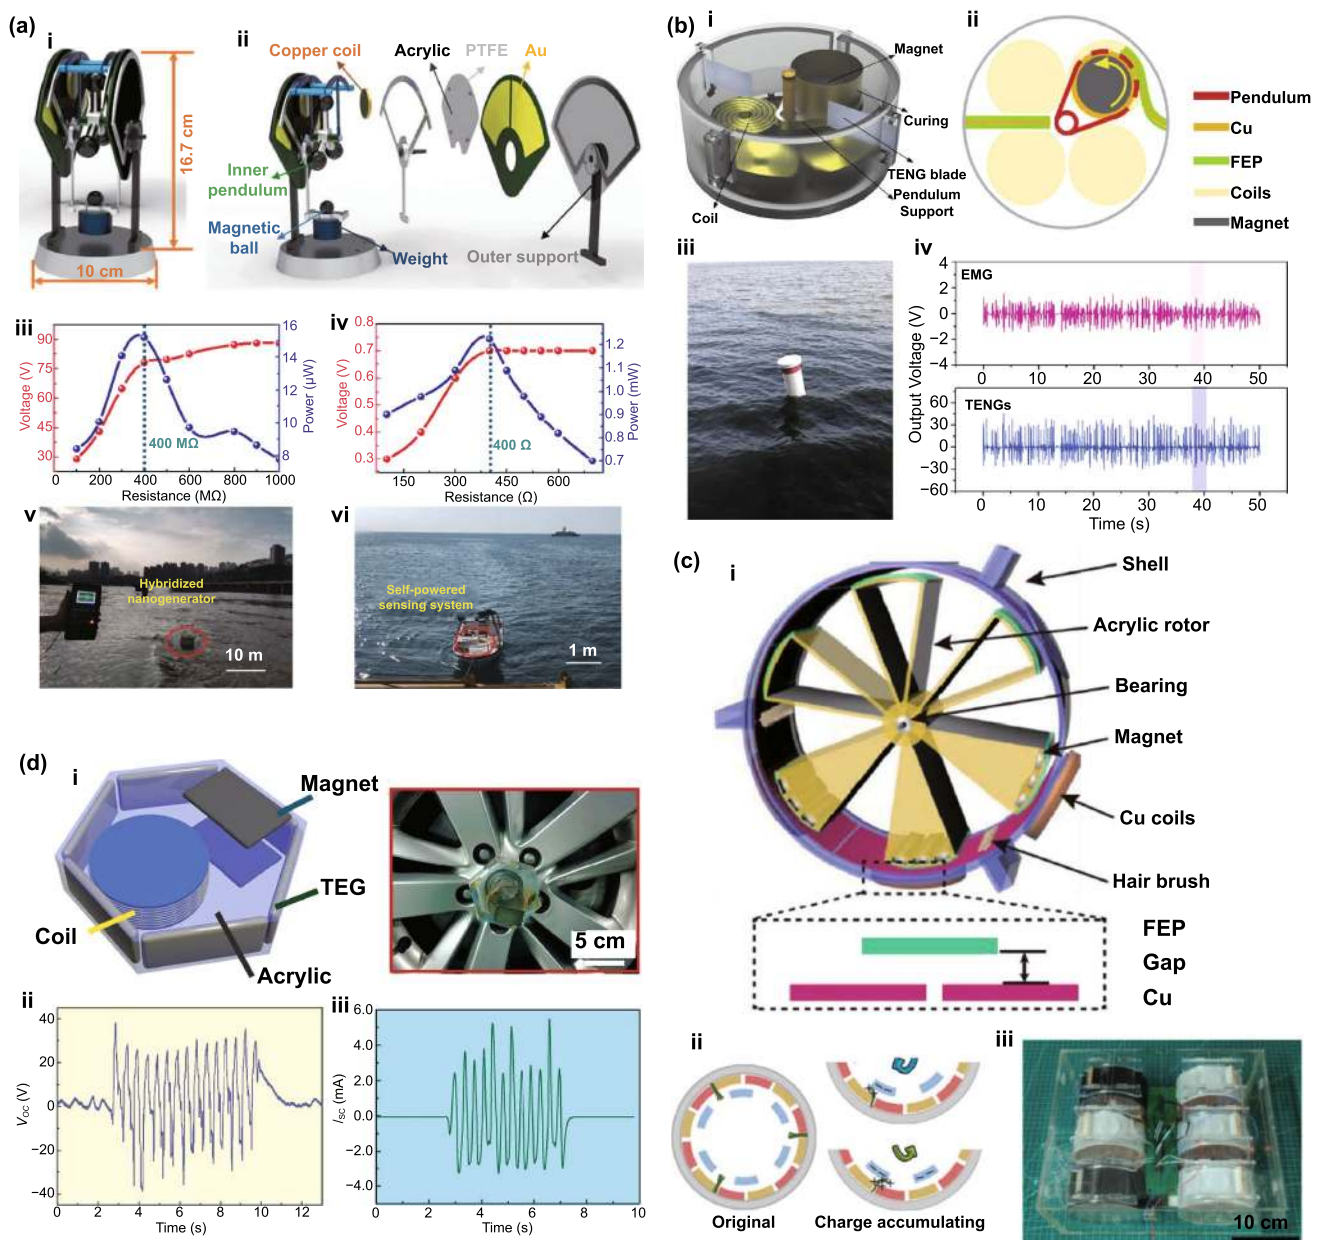 (a)
i
16.7 cm
10 cm
ii
Copper coil
Acrylic
PTFE
Au
Inner
pendulum
Magnetic
ball
Weight
Outer support
iii
90
75
60
45
30
Voltage (V)
16
14
12
10
8
Power (μW)
400 MΩ
200
400
600
800
1000
Resistance (MΩ)
iv
0.8
0.7
0.6
0.5
0.4
0.3
Voltage (V)
1.2
1.1
1.0
0.9
0.8
0.7
Power (mW)
400 Ω
150
300
450
600
Resistance (Ω)
v
Hybridized
nanogenerator
10 m
vi
Self-powered
sensing system
1 m
(b)
i
Magnet
Curing
TENG blade
Pendulum
Support
Coil
ii
Pendulum
Cu
FEP
Coils
Magnet
iii
iv
Output Voltage (V)
EMG
4
2
0
−2
−4
0
10
20
30
40
50
TENGs
60
30
0
−30
−60
0
10
20
30
40
50
Time (s)
(c)
i
Shell
Acrylic rotor
Bearing
Magnet
Cu coils
Hair brush
FEP
Gap
Cu
ii
Original
Charge accumulating
iii
10 cm
(d)
i
Magnet
TEG
Coil
Acrylic
5 cm
ii
40
20
0
−20
−40
VOC (V)
0
2
4
6
8
10
12
Time (s)
iii
6.0
4.0
2.0
0.0
−2.0
−4.0
ISC (mA)
0
2
4
6
8
10
Time (s)